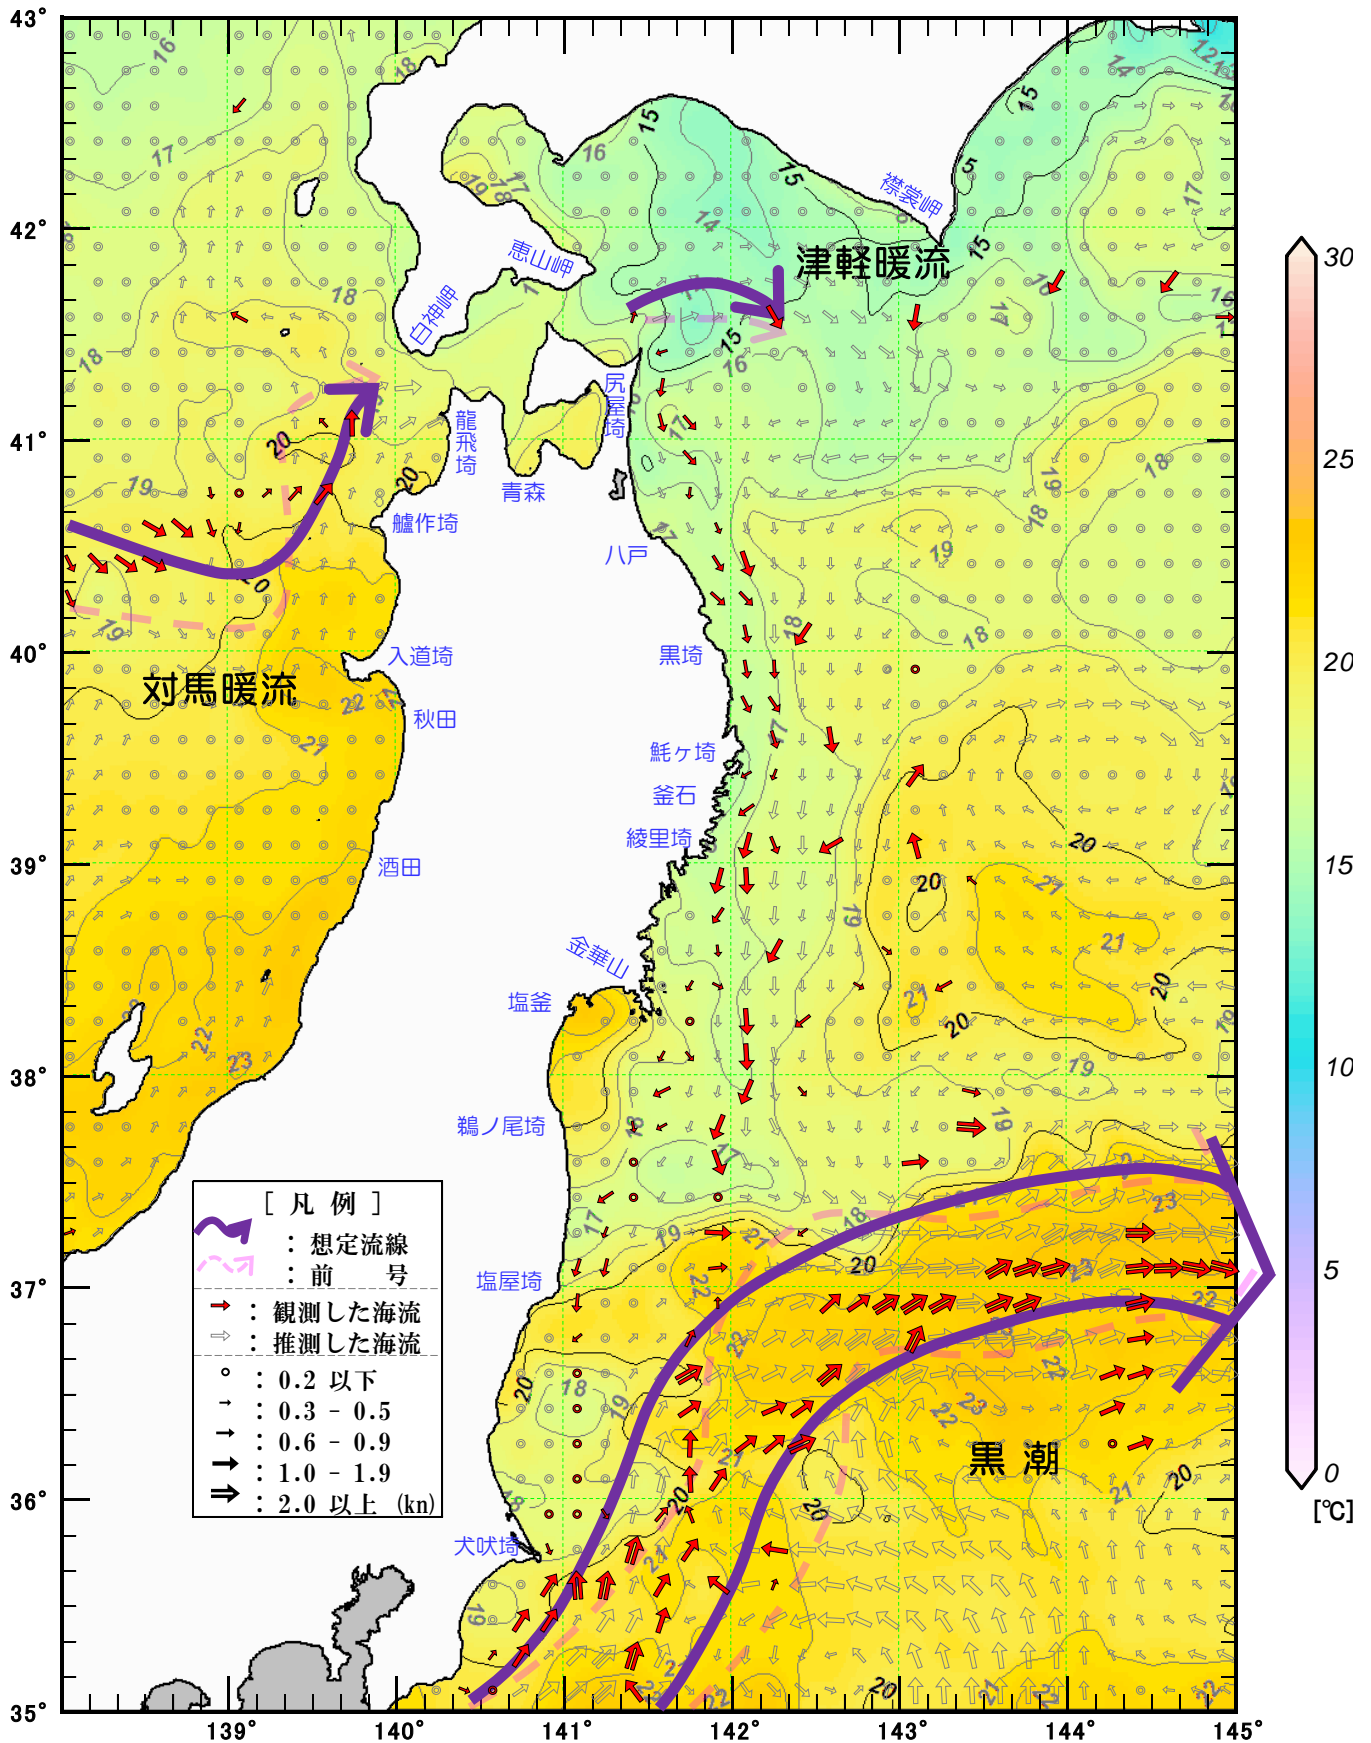 43°
42°
41°
40°
39°
38°
37°
36°
35°
139°
140°
141°
142°
143°
144°
145°
津軽暖流
対馬暖流
黒 潮
襟裳岬
恵山岬
白神岬
尻屋埼
龍飛埼
青森
艫作埼
八戸
入道埼
黒埼
秋田
魹ヶ埼
釜石
綾里埼
酒田
金華山
塩釜
鵜ノ尾埼
塩屋埼
犬吠埼
[ 凡 例 ]
: 想定流線
: 前 号
: 観測した海流
: 推測した海流
: 0.2 以下
: 0.3 - 0.5
: 0.6 - 0.9
: 1.0 - 1.9
: 2.0 以上 (kn)
30
25
20
15
10
5
0
[℃]